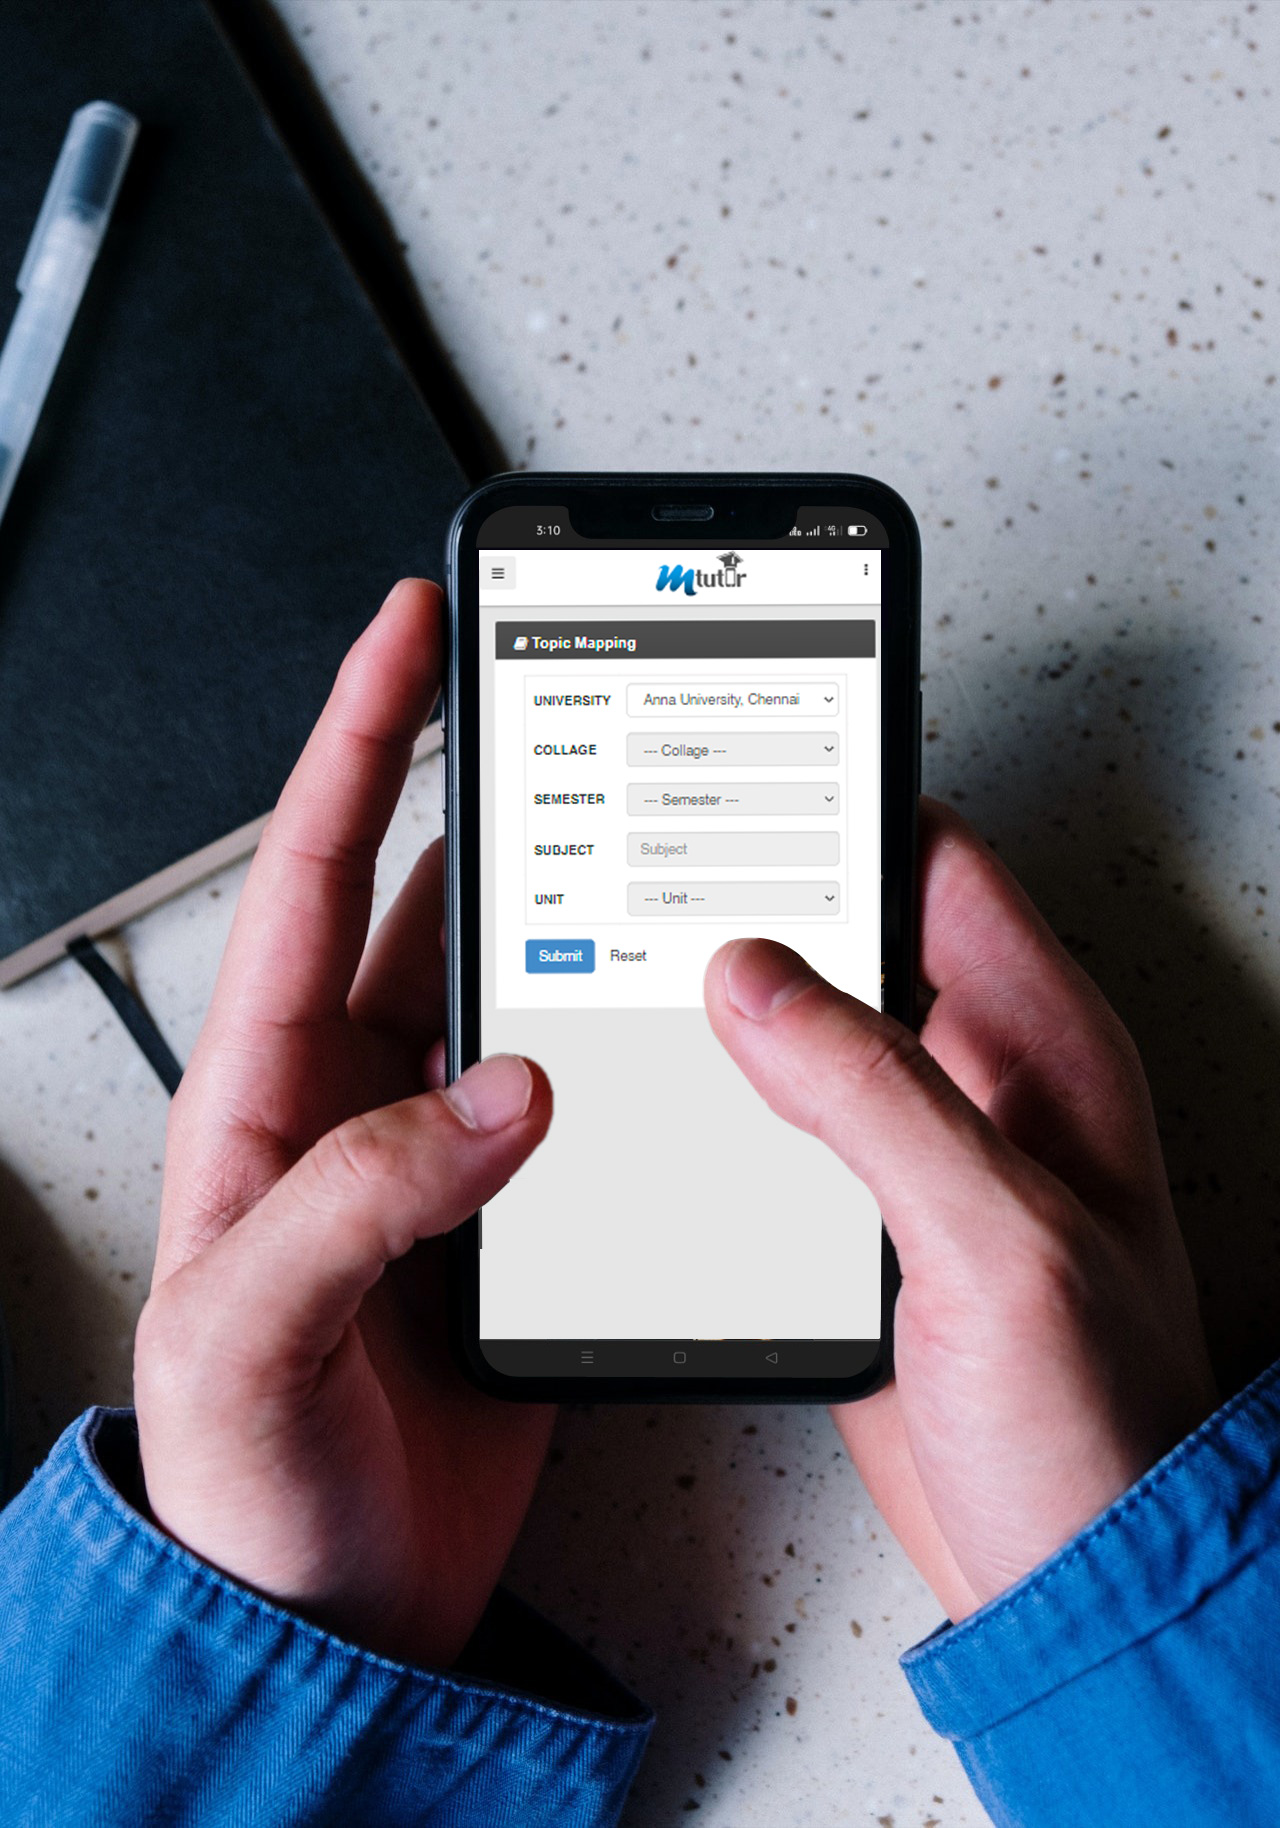 3:10
4G
Mtutor
Topic Mapping
UNIVERSITY Anna University, Chennai
COLLAGE --- Collage ---
SEMESTER --- Semester ---
SUBJECT Subject
UNIT --- Unit ---
Submit Reset